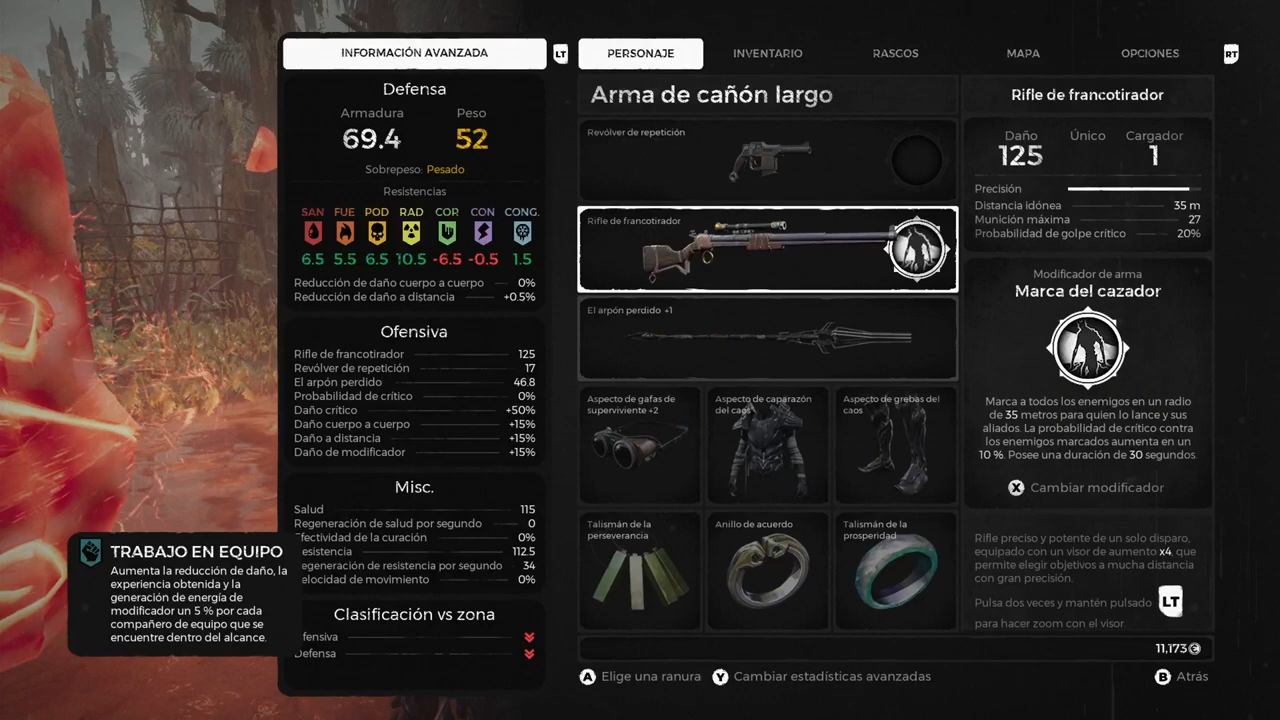 INFORMACIÓN AVANZADA
LT
PERSONAJE
INVENTARIO
RASGOS
MAPA
OPCIONES
RT
Defensa
Armadura
Peso
69.4
52
Sobrepeso: Pesado
Resistencias
SAN FUE POD RAD COR CON CONG.
6.5 5.5 6.5 10.5 -6.5 -0.5 1.5
Reducción de daño cuerpo a cuerpo 0%
Reducción de daño a distancia +0.5%
Ofensiva
Rifle de francotirador 125
Revólver de repetición 17
El arpón perdido 46.8
Probabilidad de crítico 0%
Daño crítico +50%
Daño cuerpo a cuerpo +15%
Daño a distancia +15%
Daño de modificador +15%
Misc.
Salud 115
Regeneración de salud por segundo 0
Efectividad de la curación 0%
esistencia 112.5
egeneración de resistencia por segundo 34
elocidad de movimiento 0%
Clasificación vs zona
fensiva
Defensa
TRABAJO EN EQUIPO
Aumenta la reducción de daño, la
experiencia obtenida y la
generación de energía de
modificador un 5 % por cada
compañero de equipo que se
encuentre dentro del alcance.
Arma de cañón largo
Revólver de repetición
Rifle de francotirador
El arpón perdido +1
Aspecto de gafas de
superviviente +2
Aspecto de caparazón
del caos
Aspecto de grebas del
caos
Talismán de la
perseverancia
Anillo de acuerdo
Talismán de la
prosperidad
Rifle de francotirador
Daño Único Cargador
125 1
Precisión
Distancia idónea 35 m
Munición máxima 27
Probabilidad de golpe crítico 20%
Modificador de arma
Marca del cazador
Marca a todos los enemigos en un radio
de 35 metros para quien lo lance y sus
aliados. La probabilidad de crítico contra
los enemigos marcados aumenta en un
10 %. Posee una duración de 30 segundos.
X Cambiar modificador
Rifle preciso y potente de un solo disparo,
equipado con un visor de aumento x4, que
permite elegir objetivos a mucha distancia
con gran precisión.
Pulsa dos veces y mantén pulsado LT
para hacer zoom con el visor.
11,173
A Elige una ranura
Y Cambiar estadísticas avanzadas
B Atrás